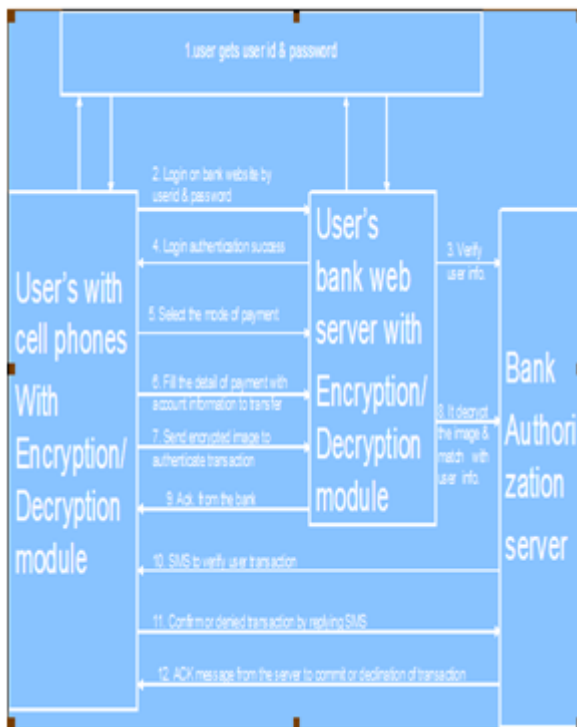 1.user gets user id & password
2. Login on bank website by
userid & password
4. Login authentication success
5. Select the mode of payment
6. Fill the detail of payment with
account information to transfer
7. Send encrypted image to
authenticate transaction
9. Ack. from the bank
User's with
cell phones
With
Encryption/
Decryption
module
User's
bank web
server with
Encryption/
Decryption
module
3. Verify
user info.
8. It decrypt
the image &
match with
user info.
Bank
Authori
zation
server
10. SMS to verify user transaction
11. Confirm or denied transaction by replying SMS
12. ACK message from the server to commit or declination of transaction